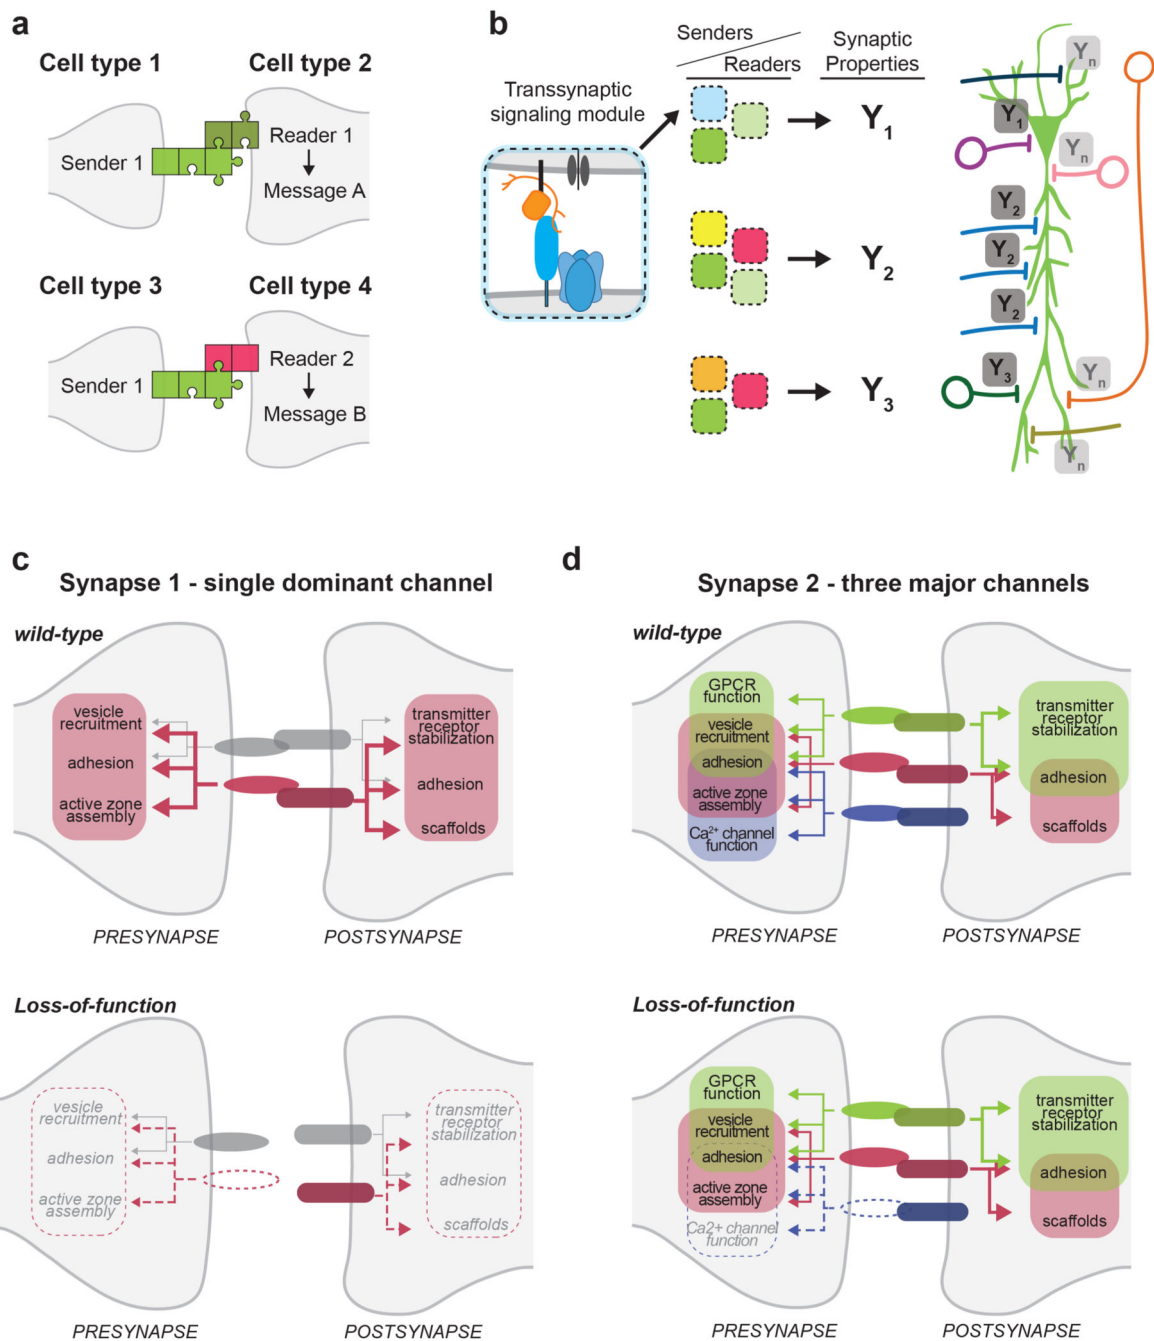 a
Cell type 1
Cell type 2
Sender 1
Reader 1
Message A
Cell type 3
Cell type 4
Sender 1
Reader 2
Message B
b
Transsynaptic
signaling module
Senders
Readers
Synaptic
Properties
Y1
Y2
Y3
Yn
Y1
Yn
Y2
Y2
Y2
Y3
Yn
Yn
c
Synapse 1 - single dominant channel
wild-type
vesicle
recruitment
adhesion
active zone
assembly
transmitter
receptor
stabilization
adhesion
scaffolds
PRESYNAPSE
POSTSYNAPSE
Loss-of-function
vesicle
recruitment
adhesion
active zone
assembly
transmitter
receptor
stabilization
adhesion
scaffolds
PRESYNAPSE
POSTSYNAPSE
d
Synapse 2 - three major channels
wild-type
GPCR
function
vesicle
recruitment
adhesion
active zone
assembly
Ca2+ channel
function
transmitter
receptor
stabilization
adhesion
scaffolds
PRESYNAPSE
POSTSYNAPSE
Loss-of-function
GPCR
function
vesicle
recruitment
adhesion
active zone
assembly
Ca2+ channel
function
transmitter
receptor
stabilization
adhesion
scaffolds
PRESYNAPSE
POSTSYNAPSE